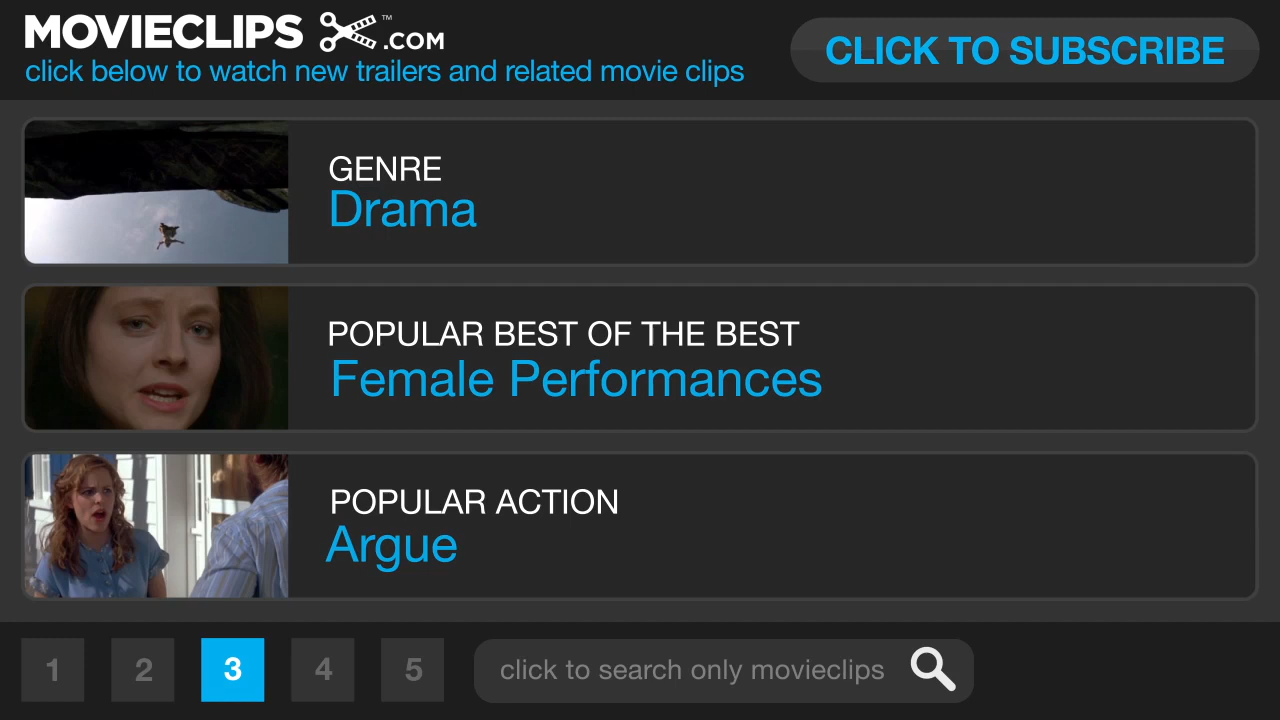 MOVIECLIPS ™ .COM
click below to watch new trailers and related movie clips
CLICK TO SUBSCRIBE
GENRE
Drama
POPULAR BEST OF THE BEST
Female Performances
POPULAR ACTION
Argue
1 2 3 4 5
click to search only movieclips